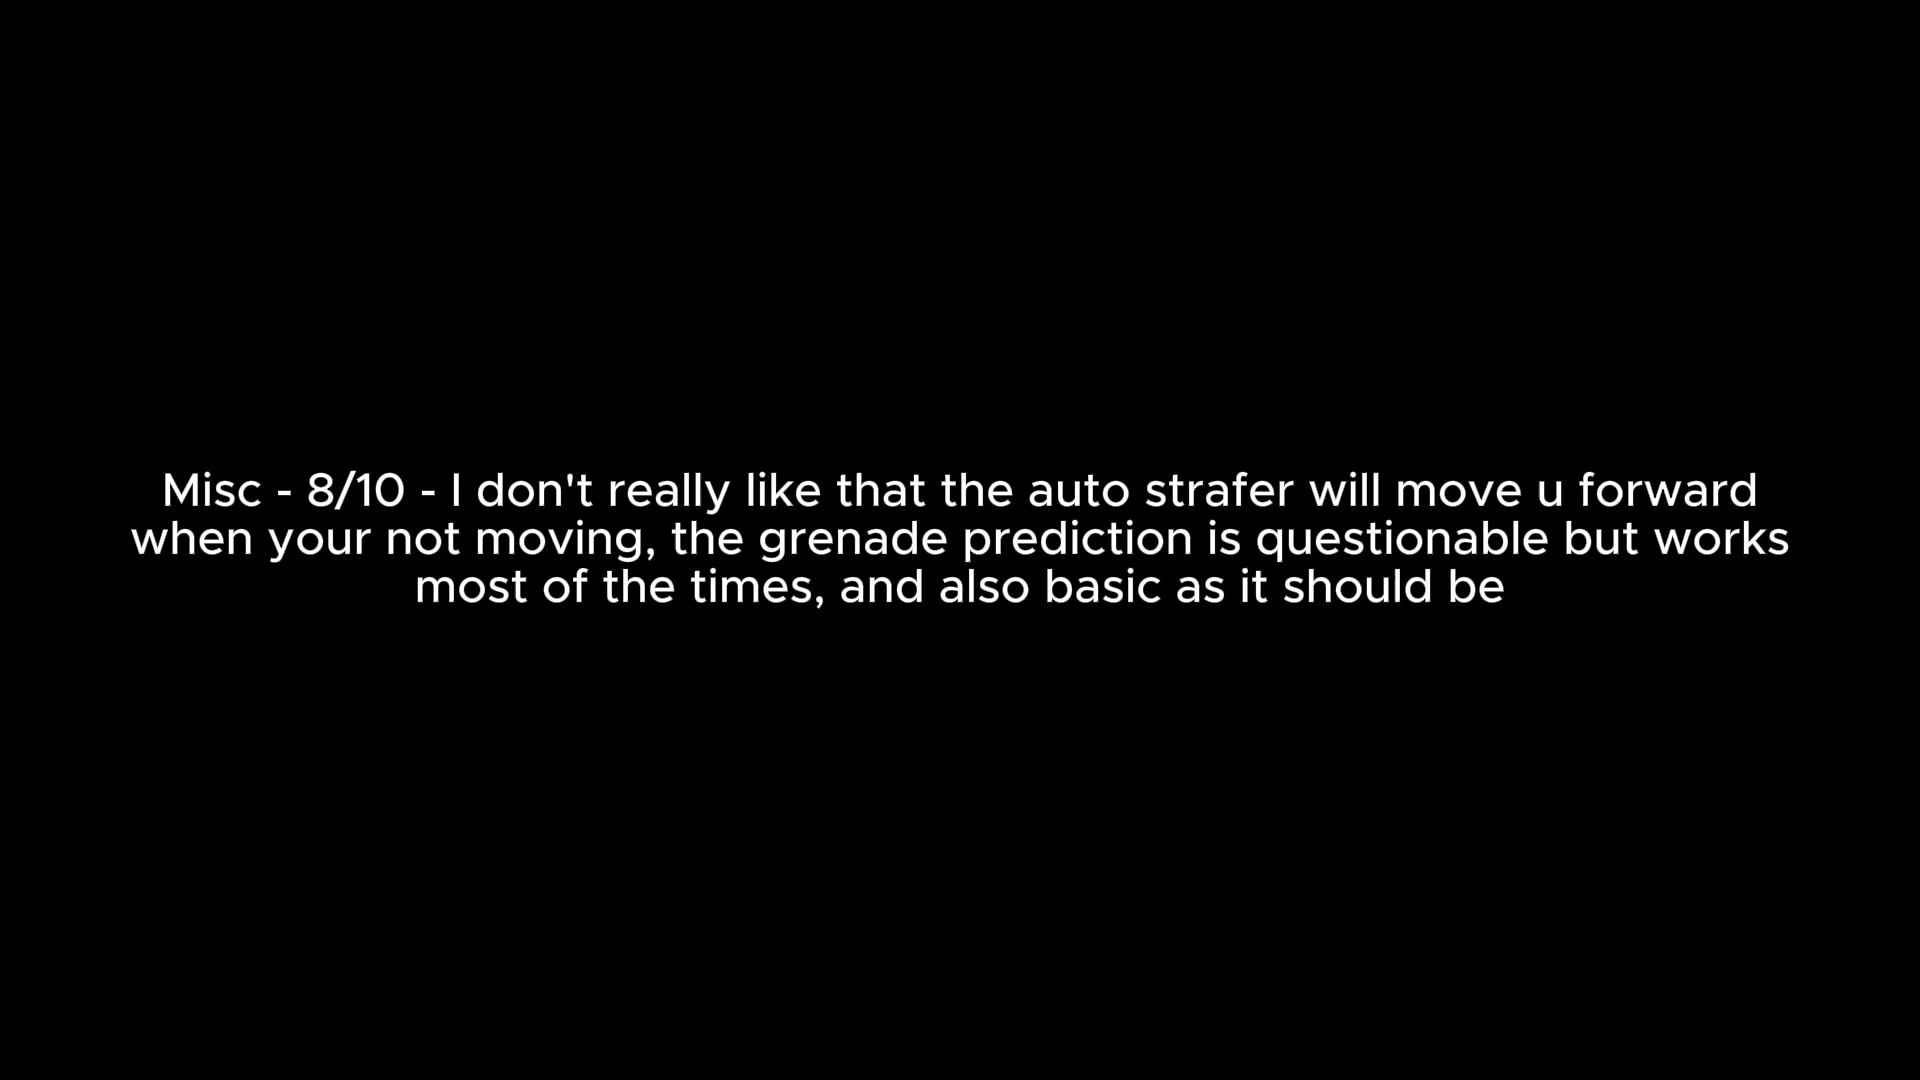 Misc - 8/10 - I don't really like that the auto strafer will move u forward
when your not moving, the grenade prediction is questionable but works
most of the times, and also basic as it should be